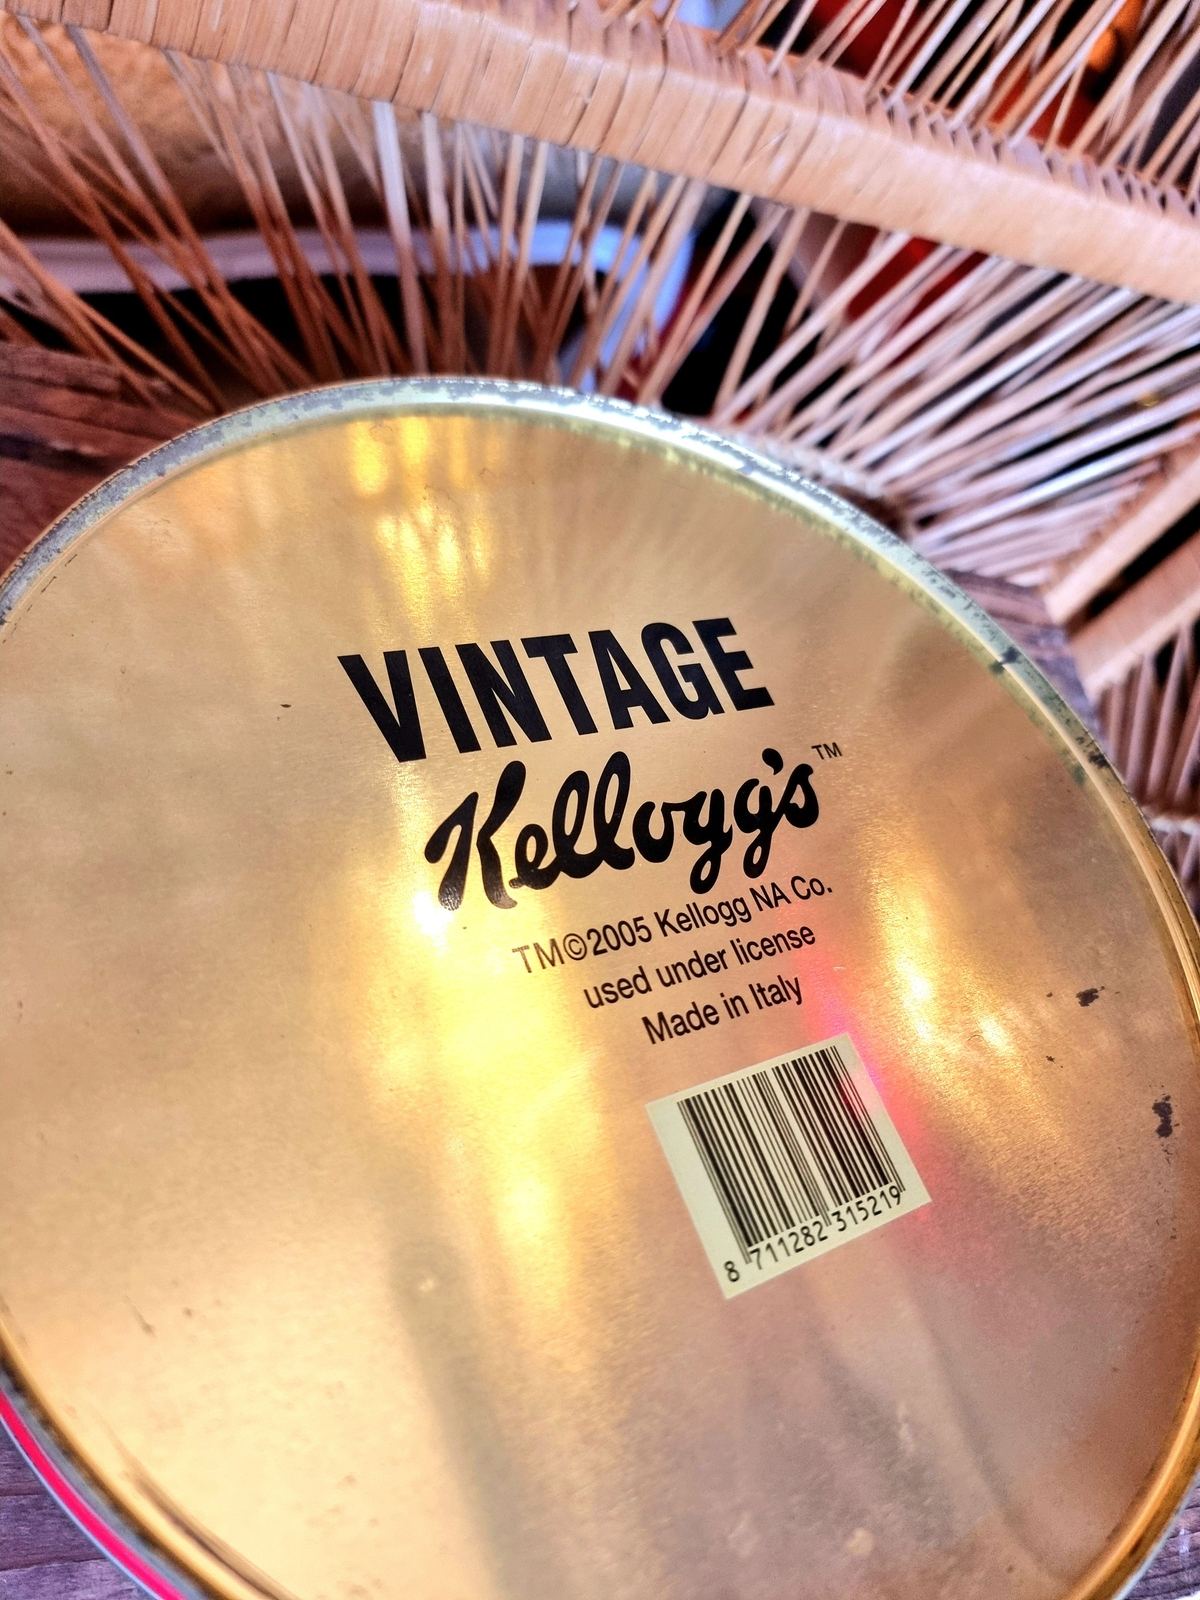 VINTAGE
Kellogg's™
TM©2005 Kellogg NA Co.
used under license
Made in Italy
8 711282 315219